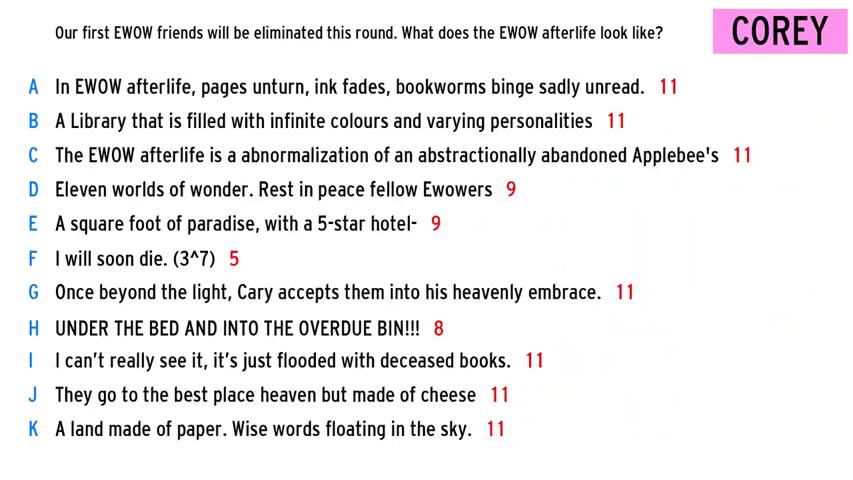 Our first EWOW friends will be eliminated this round. What does the EWOW afterlife look like?
COREY
A In EWOW afterlife, pages unturn, ink fades, bookworms binge sadly unread. 11
B A Library that is filled with infinite colours and varying personalities 11
C The EWOW afterlife is a abnormalization of an abstractionally abandoned Applebee's 11
D Eleven worlds of wonder. Rest in peace fellow Ewowers 9
E A square foot of paradise, with a 5-star hotel- 9
F I will soon die. (3^7) 5
G Once beyond the light, Cary accepts them into his heavenly embrace. 11
H UNDER THE BED AND INTO THE OVERDUE BIN!!! 8
I I can't really see it, it's just flooded with deceased books. 11
J They go to the best place heaven but made of cheese 11
K A land made of paper. Wise words floating in the sky. 11